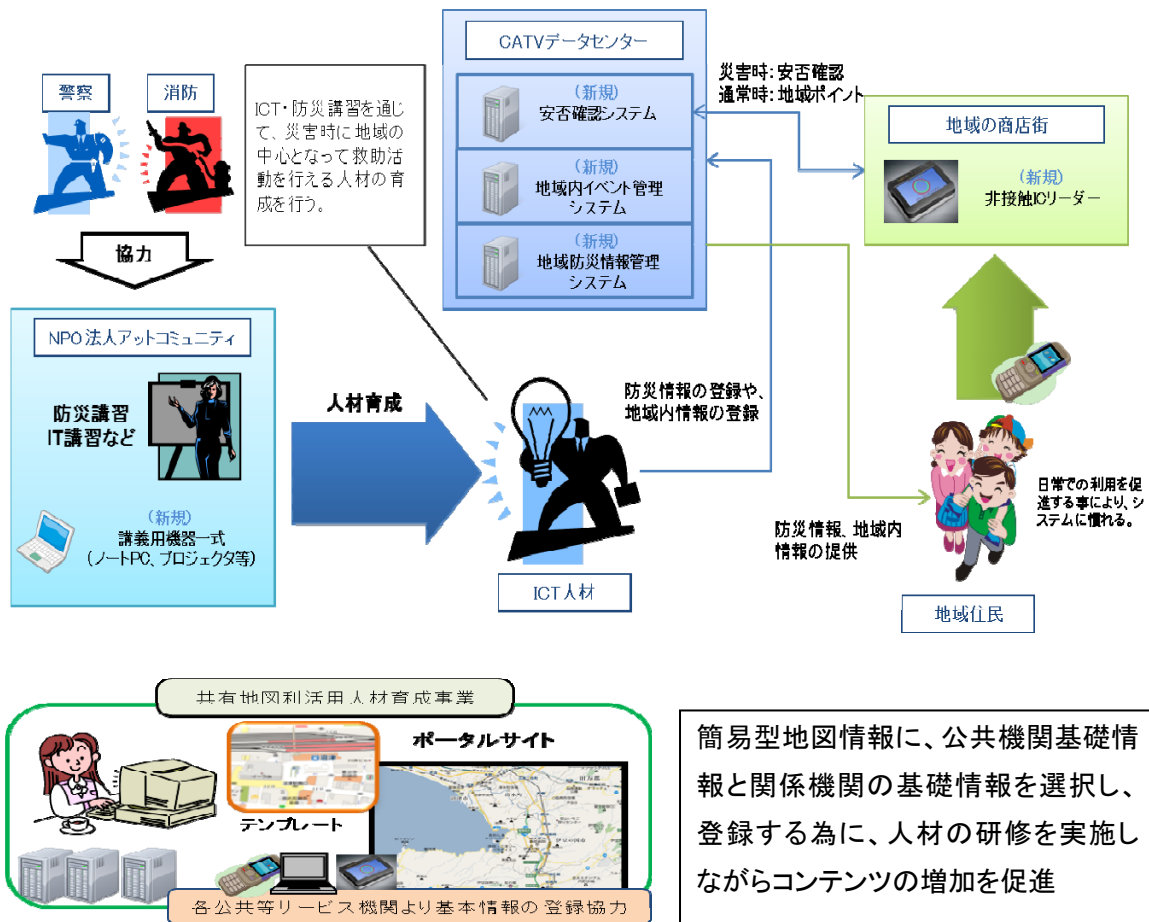 CATVデータセンター
(新規)
安否確認システム
(新規)
地域内イベント管理
システム
(新規)
地域防災情報管理
システム
災害時:安否確認
通常時:地域ポイント
地域の商店街
(新規)
非接触ICリーダー
警察
消防
ICT・防災講習を通じ
て、災害時に地域の
中心となって救助活
動を行える人材の育
成を行う。
協力
NPO法人アットコミュニティ
防災講習
IT講習など
(新規)
講義用機器一式
(ノートPC、プロジェクタ等)
人材育成
ICT人材
防災情報の登録や、
地域内情報の登録
防災情報、地域内
情報の提供
日常での利用を促
進する事により、シ
ステムに慣れる。
地域住民
共有地図利活用人材育成事業
ポータルサイト
テンプレート
各公共等リービス機関より基本情報の登録協力
簡易型地図情報に、公共機関基礎情
報と関係機関の基礎情報を選択し、
登録する為に、人材の研修を実施し
ながらコンテンツの増加を促進